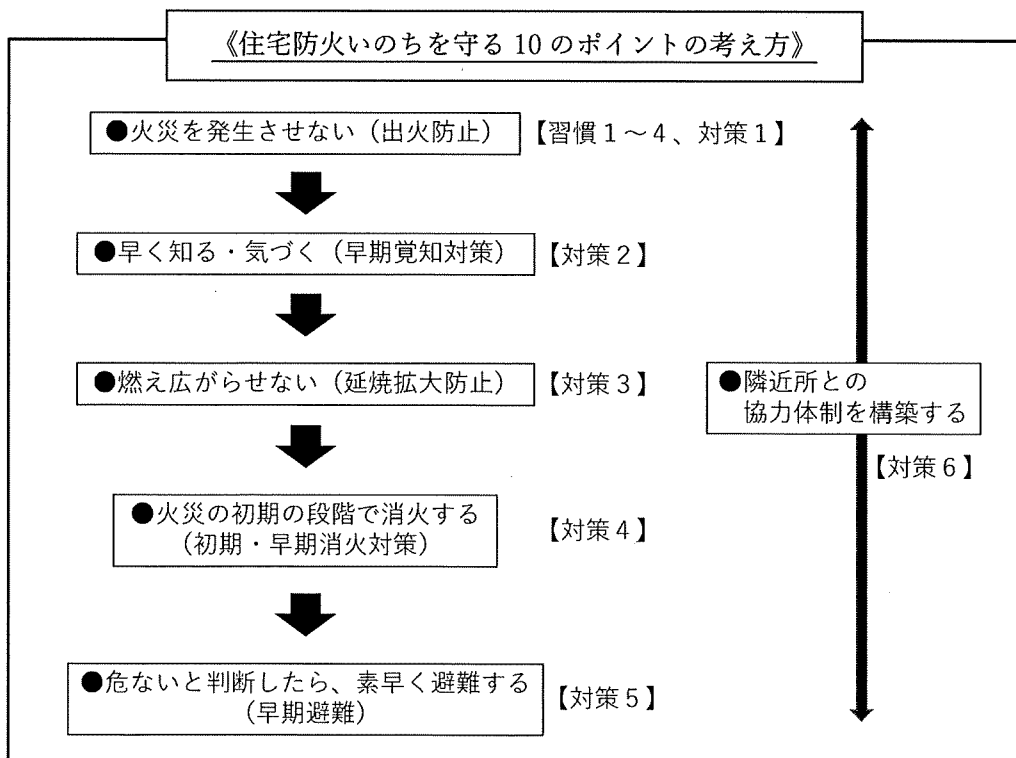 《住宅防火いのちを守る 10 のポイントの考え方》
●火災を発生させない(出火防止)
【習慣1~4、対策1】
●早く知る・気づく(早期覚知対策)
【対策2】
●燃え広がらせない(延焼拡大防止)
【対策3】
●隣近所との
協力体制を構築する
【対策6】
●火災の初期の段階で消火する
(初期・早期消火対策)
【対策4】
●危ないと判断したら、素早く避難する
(早期避難)
【対策5】